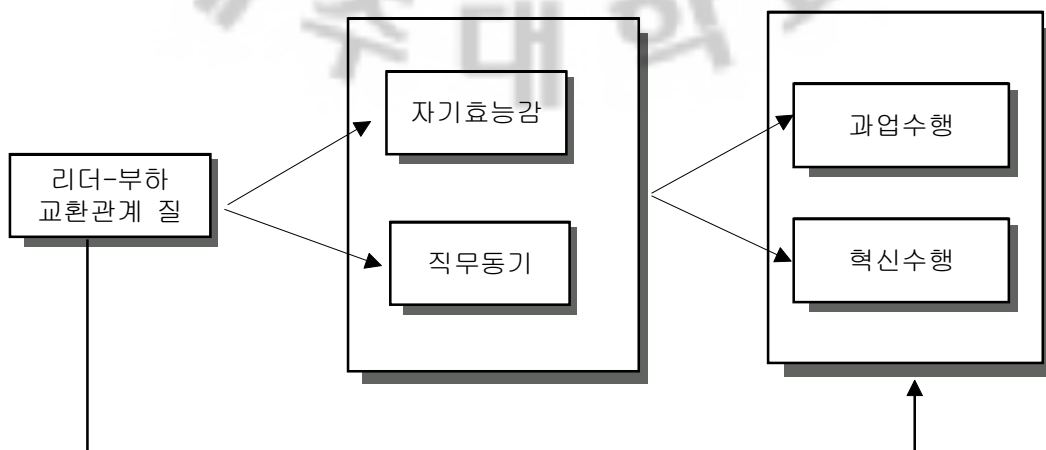 자기효능감
과업수행
리더-부하
교환관계 질
직무동기
혁신수행